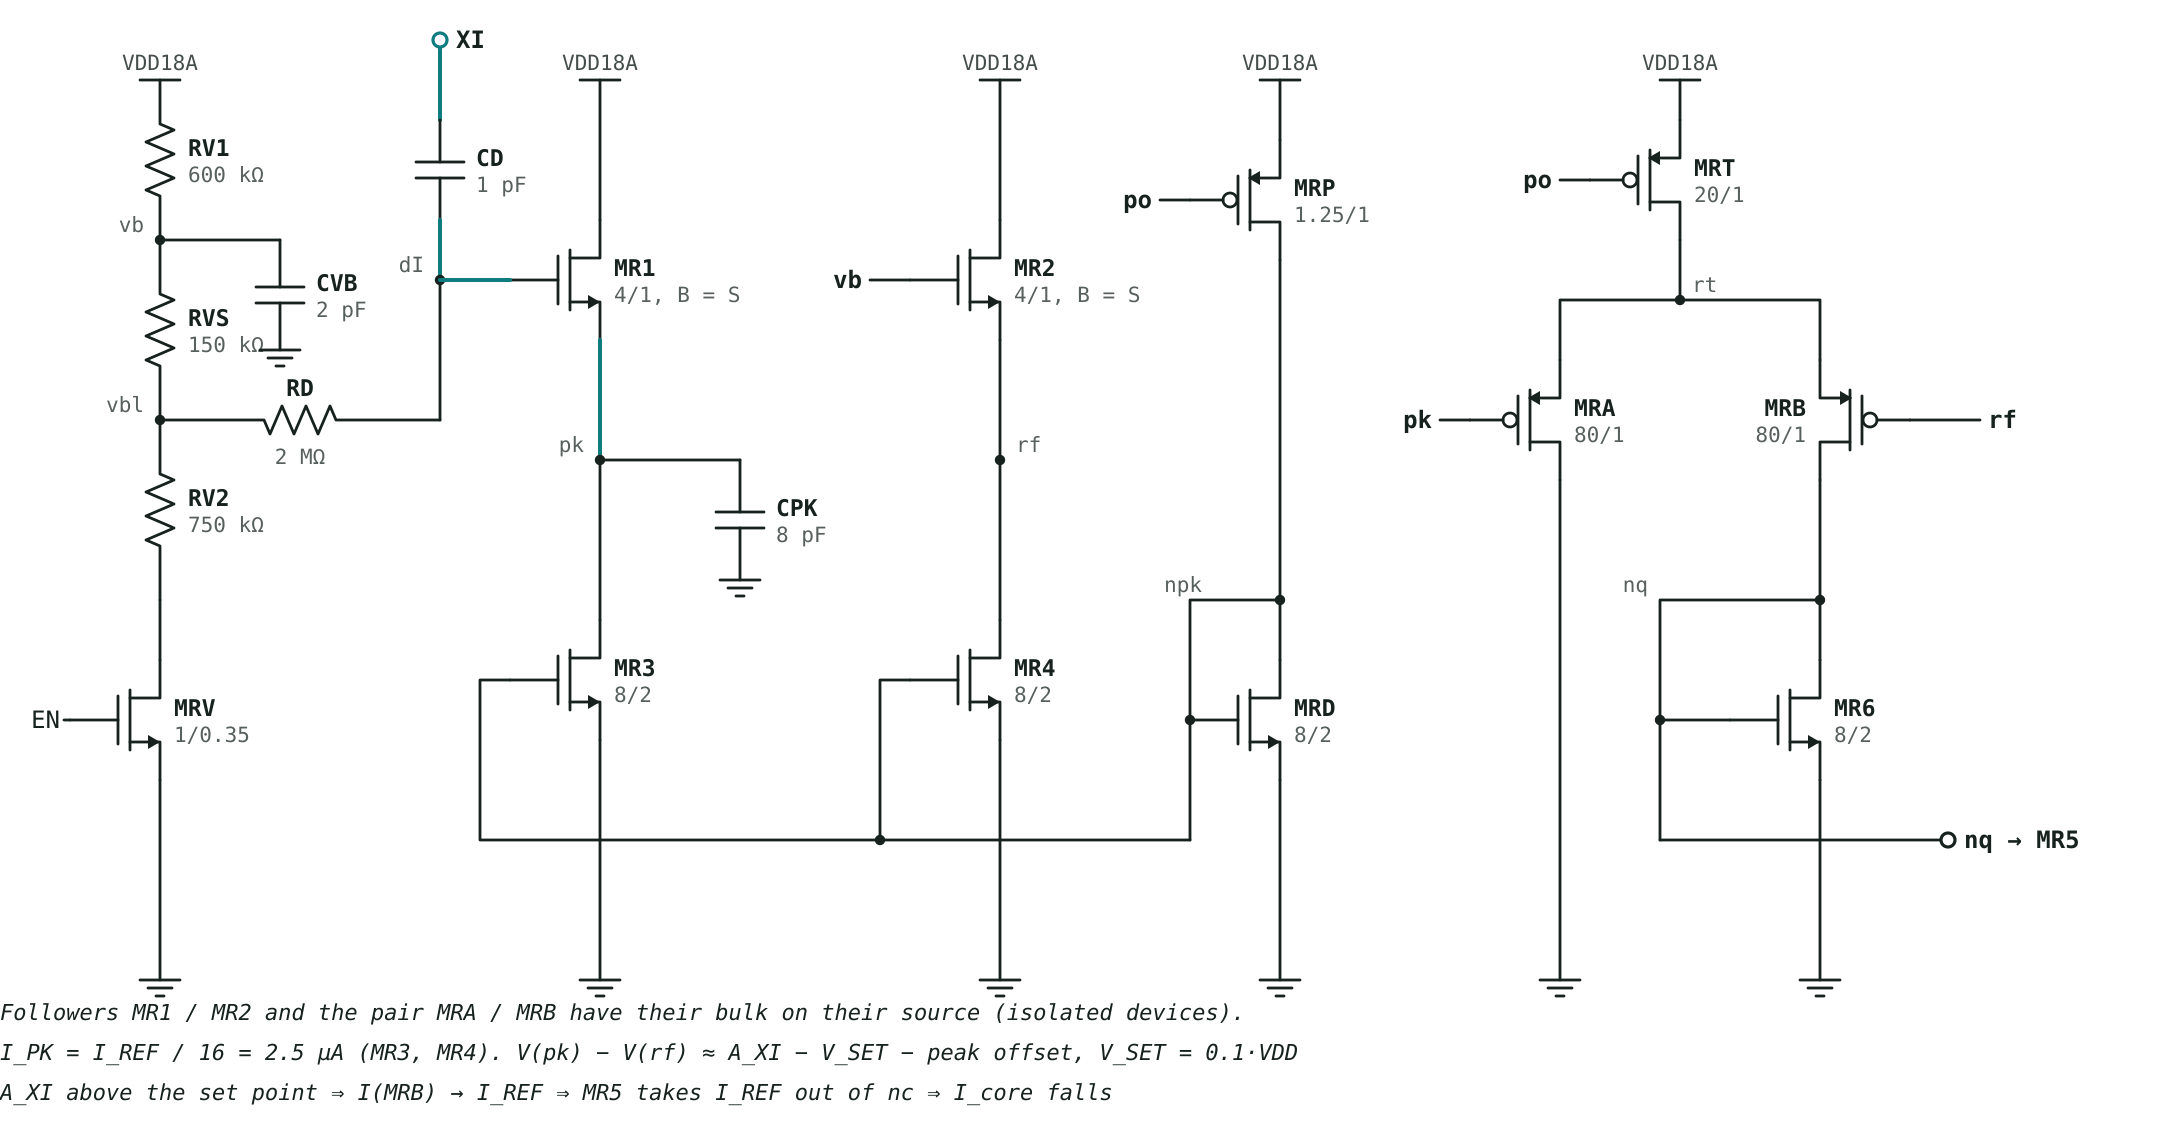 XI
VDD18A
VDD18A
VDD18A
VDD18A
VDD18A
RV1
600 kΩ
CD
1 pF
MRP
1.25/1
po
MRT
20/1
po
vb
dI
MR1
4/1, B = S
vb
MR2
4/1, B = S
CVB
2 pF
RVS
150 kΩ
rt
RD
2 MΩ
vbl
pk
rf
pk
MRA
80/1
MRB
80/1
rf
RV2
750 kΩ
CPK
8 pF
npk
nq
EN
MRV
1/0.35
MR3
8/2
MR4
8/2
MRD
8/2
MR6
8/2
nq → MR5
Followers MR1 / MR2 and the pair MRA / MRB have their bulk on their source (isolated devices).
I_PK = I_REF / 16 = 2.5 µA (MR3, MR4). V(pk) − V(rf) ≈ A_XI − V_SET − peak offset, V_SET = 0.1·VDD
A_XI above the set point ⇒ I(MRB) → I_REF ⇒ MR5 takes I_REF out of nc ⇒ I_core falls